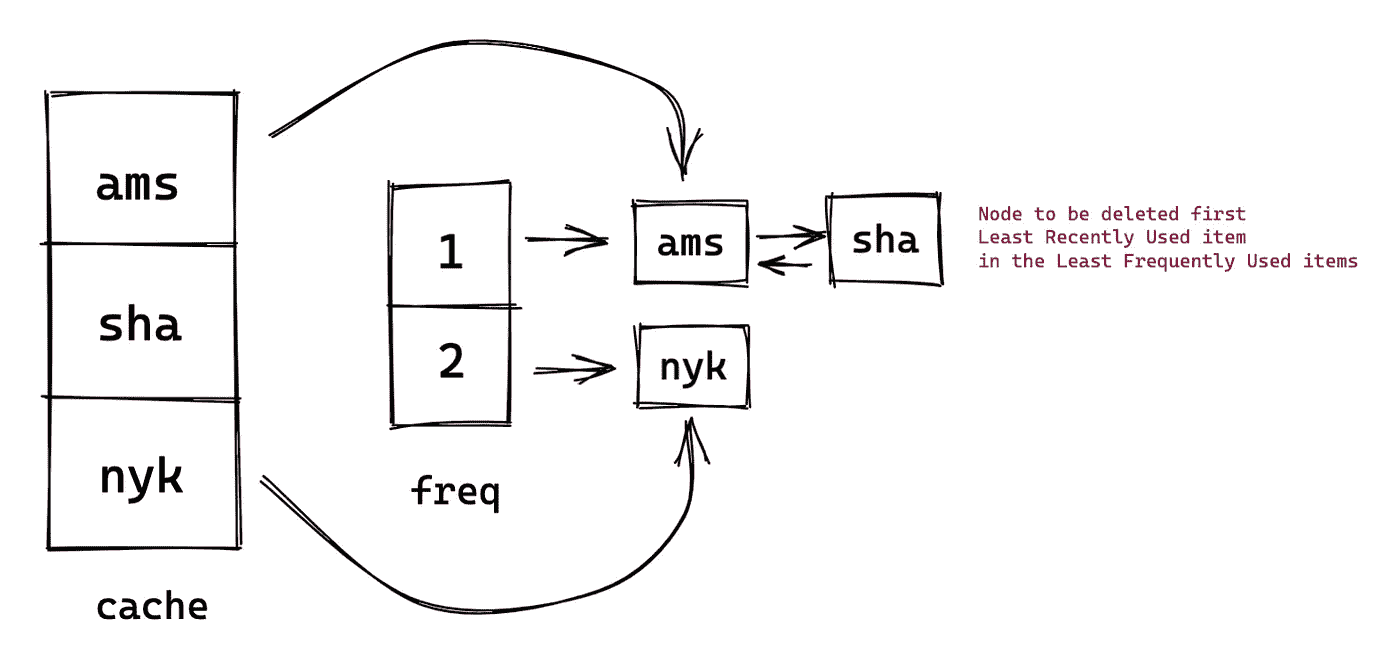 ams
sha
nyk
cache
1
2
freq
ams
sha
nyk
Node to be deleted first
Least Recently Used item
in the Least Frequently Used items